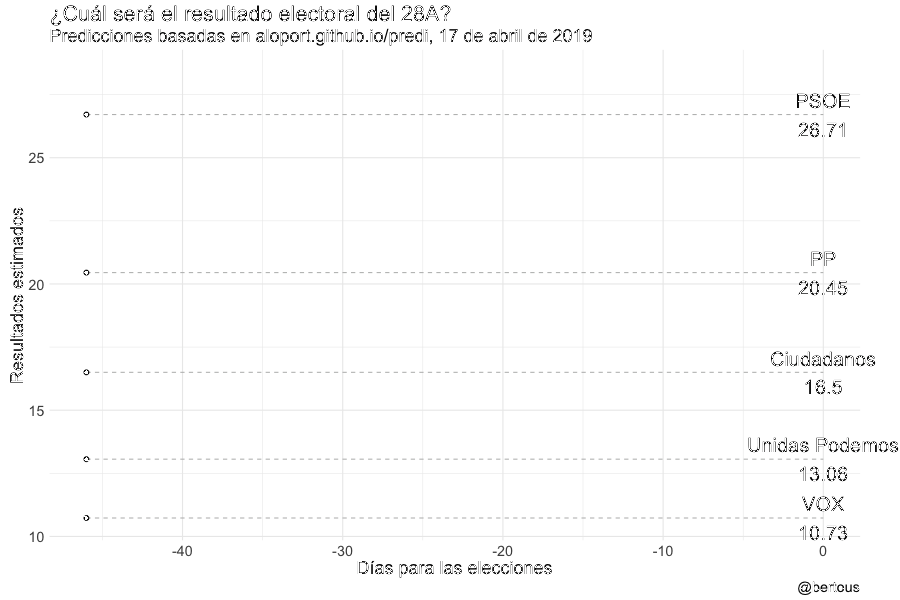 ¿Cuál será el resultado electoral del 28A?
Predicciones basadas en aloport.github.io/predi, 17 de abril de 2019
Resultados estimados
25
20
15
10
PSOE
26.71
PP
20.45
Ciudadanos
16.5
Unidas Podemos
13.06
VOX
10.73
-40
-30
-20
-10
0
Días para las elecciones
@bertous